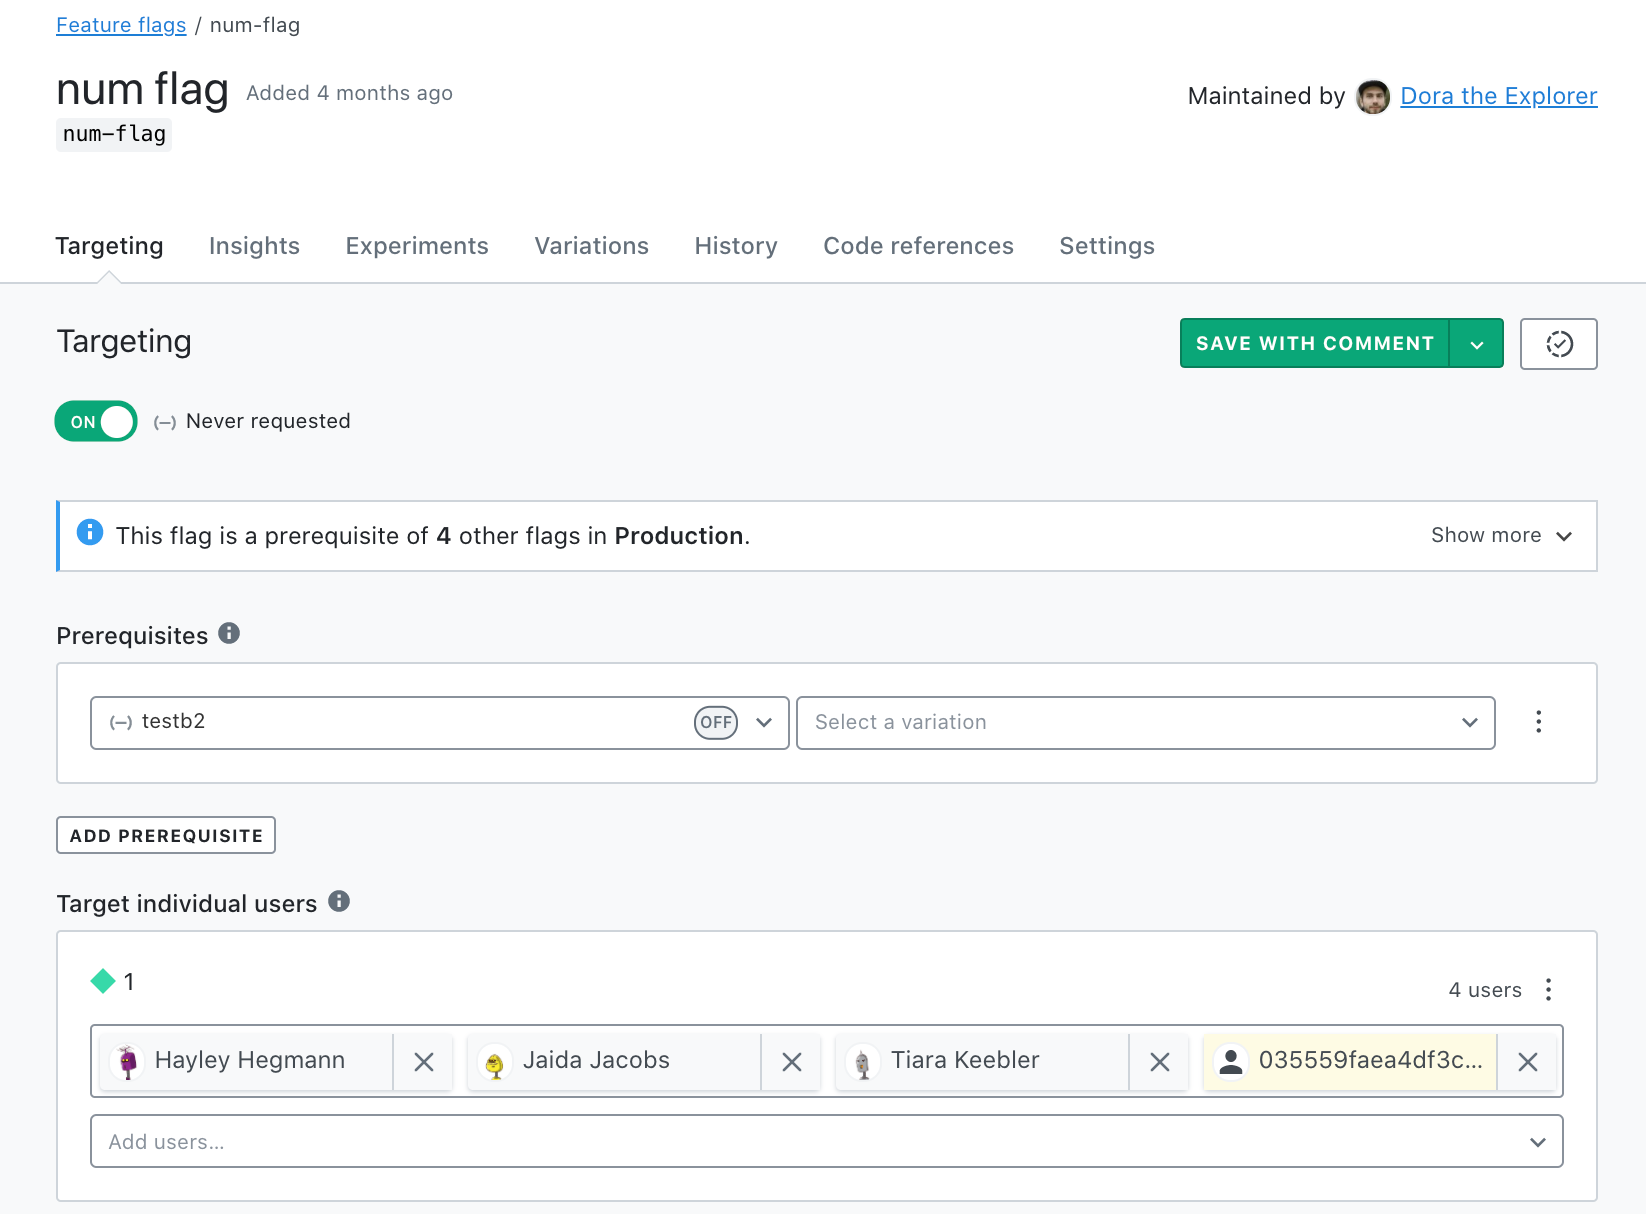 Feature flags / num-flag
num flag Added 4 months ago
Maintained by Dora the Explorer
num-flag
Targeting Insights Experiments Variations History Code references Settings
Targeting
SAVE WITH COMMENT
ON (–) Never requested
This flag is a prerequisite of 4 other flags in Production.
Show more
Prerequisites
(–) testb2 OFF Select a variation
ADD PREREQUISITE
Target individual users
1
4 users
Hayley Hegmann Jaida Jacobs Tiara Keebler 035559faea4df3c...
Add users...